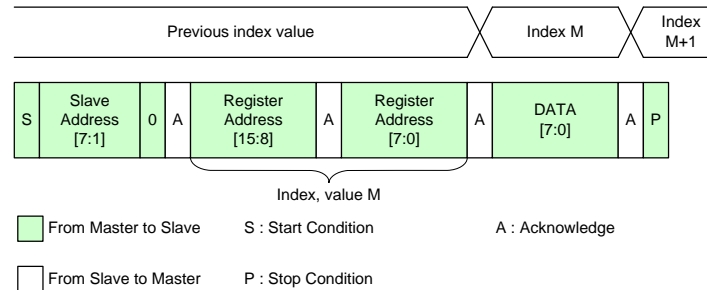 Previous index value
Index M
Index
M+1
S
Slave
Address
[7:1]
0
A
Register
Address
[15:8]
A
Register
Address
[7:0]
A
DATA
[7:0]
A
P
Index, value M
From Master to Slave
S : Start Condition
A : Acknowledge
From Slave to Master
P : Stop Condition